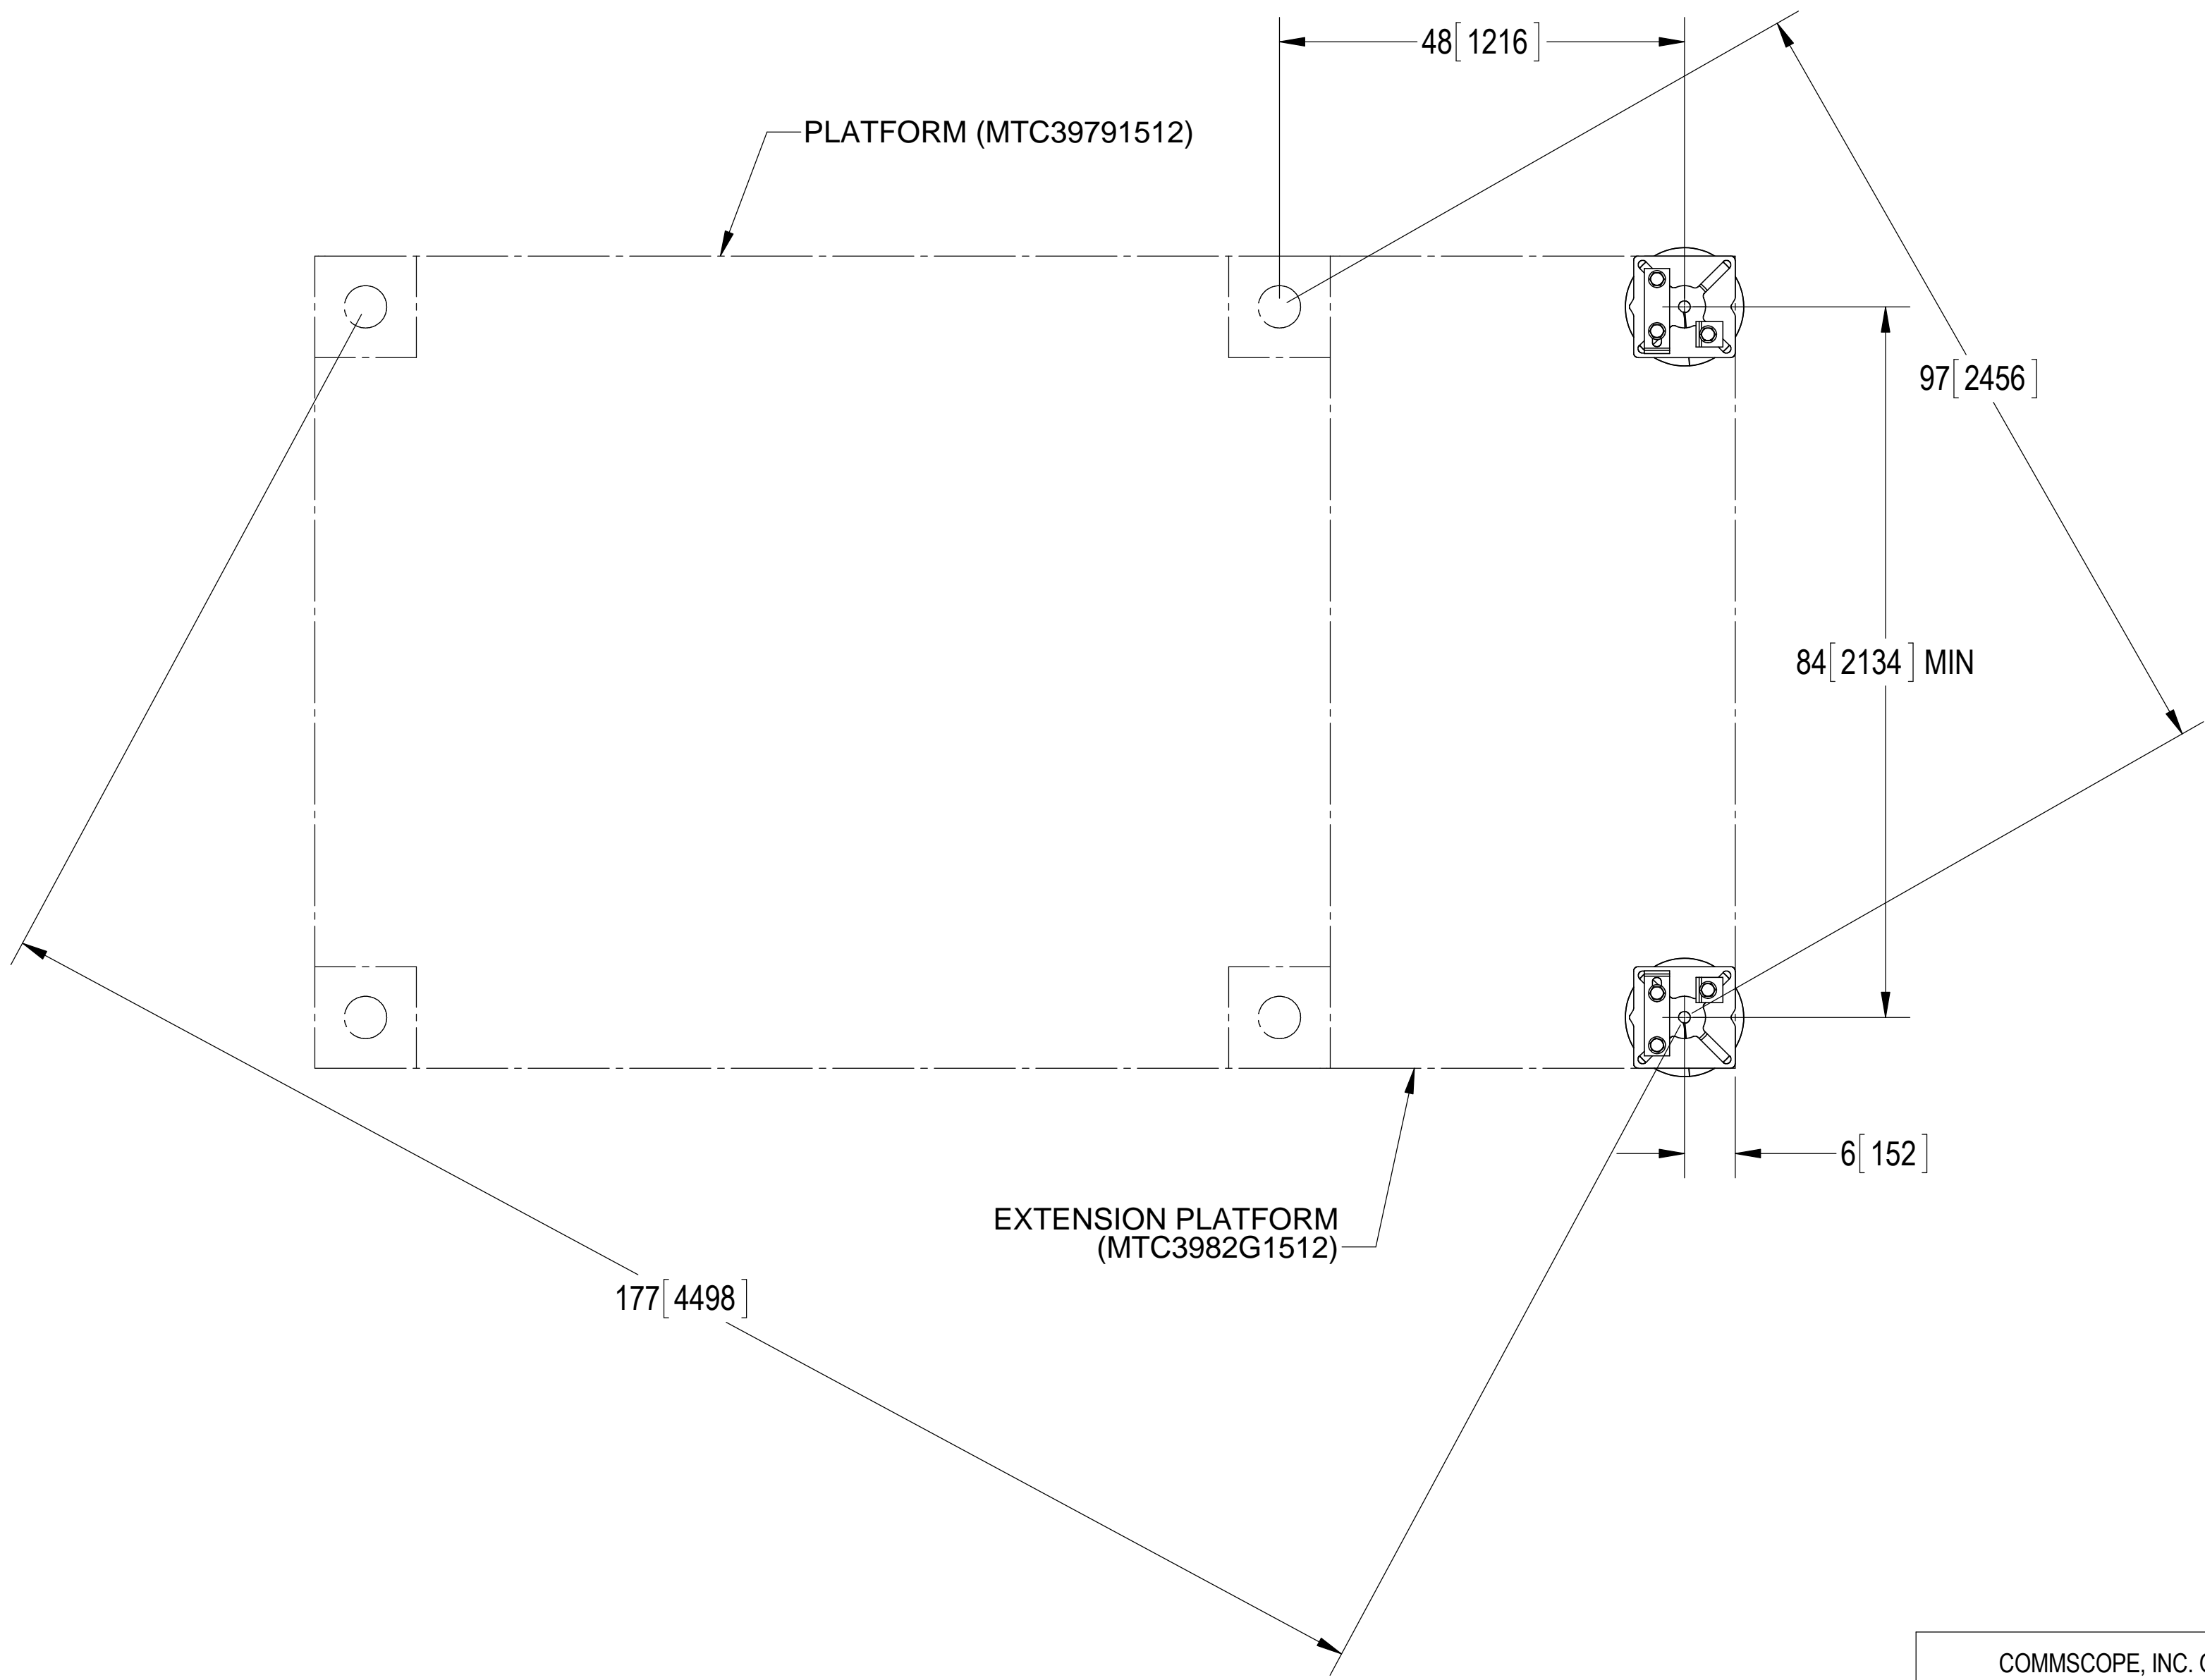 48[1216]
PLATFORM (MTC39791512)
97[2456]
84[2134] MIN
6[152]
EXTENSION PLATFORM
(MTC3982G1512)
177[4498]
COMMSCOPE, INC.